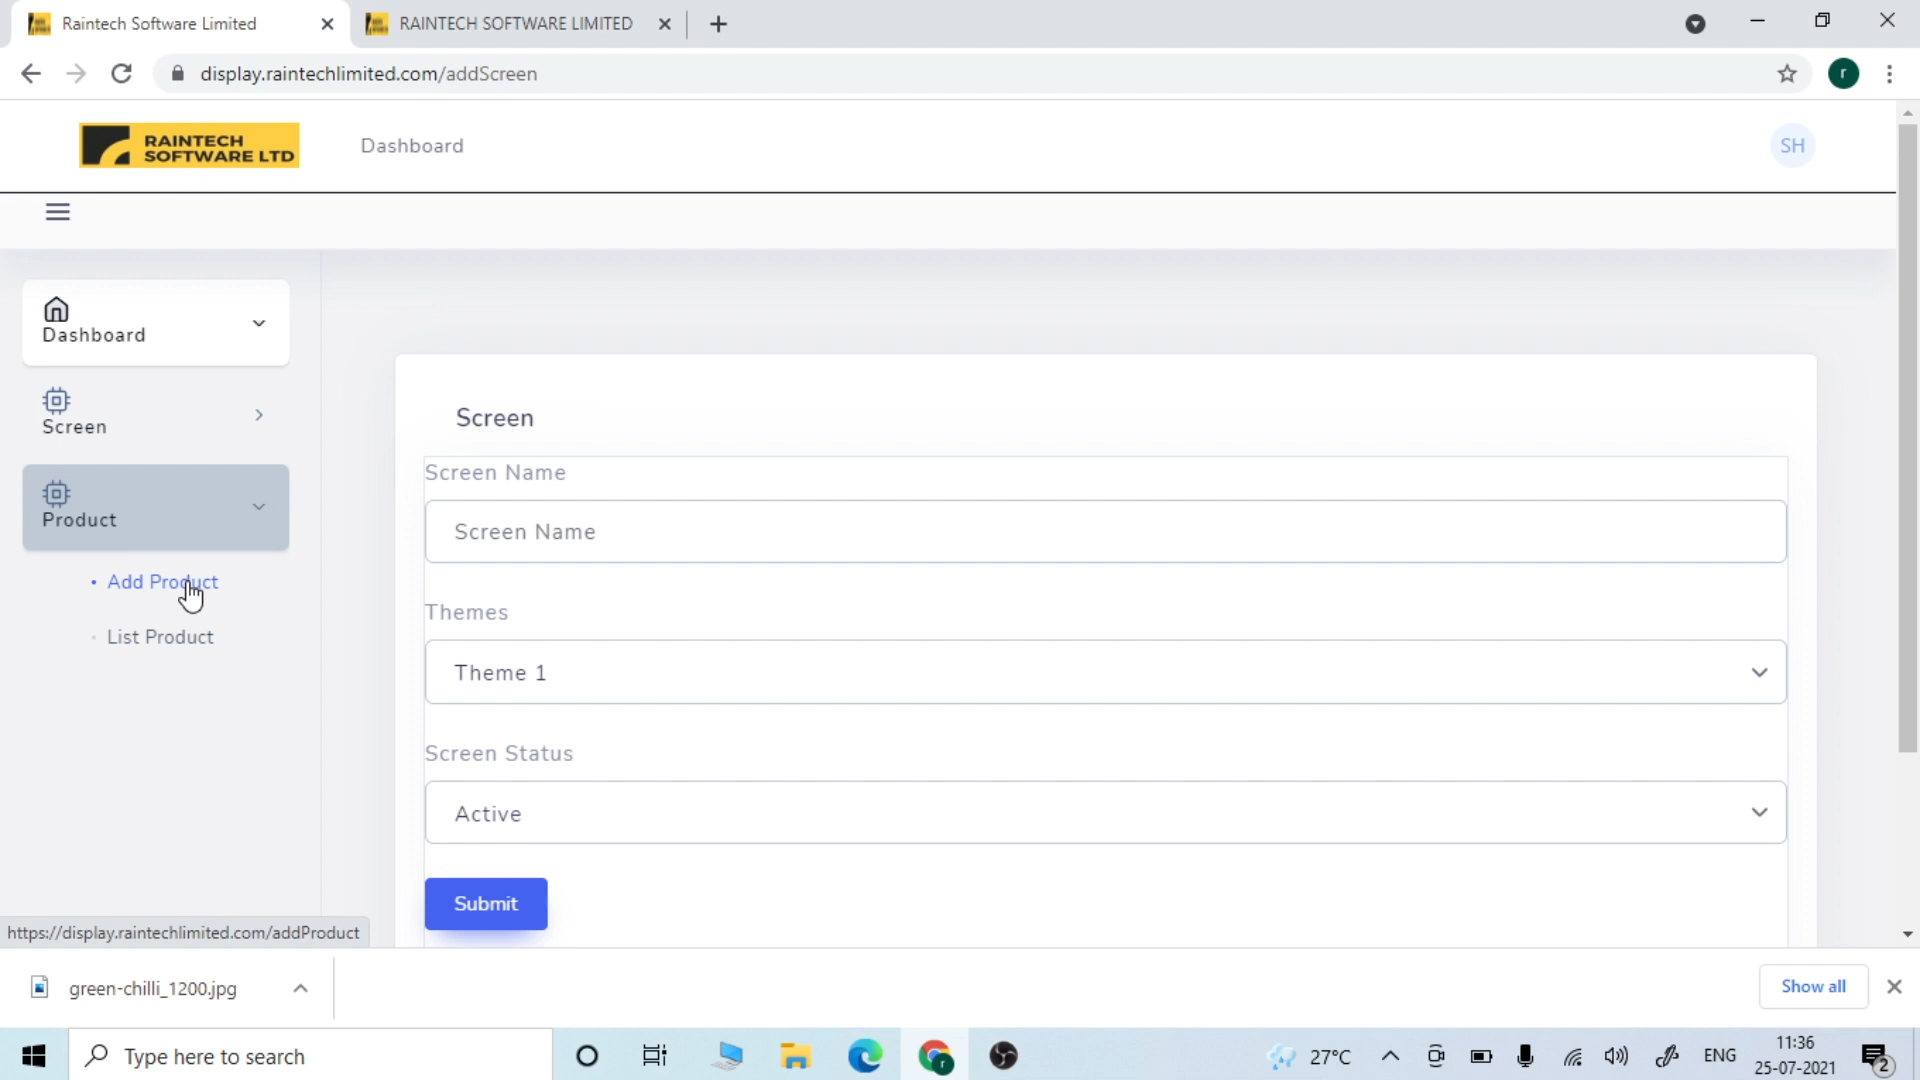 Raintech Software Limited
RAINTECH SOFTWARE LIMITED
display.raintechlimited.com/addScreen
r
RAINTECH
SOFTWARE LTD
Dashboard
SH
Dashboard
Screen
Product
Add Product
List Product
Screen
Screen Name
Screen Name
Themes
Theme 1
Screen Status
Active
Submit
https://display.raintechlimited.com/addProduct
green-chilli_1200.jpg
Show all
Type here to search
r
27°C
ENG
11:36
25-07-2021
2